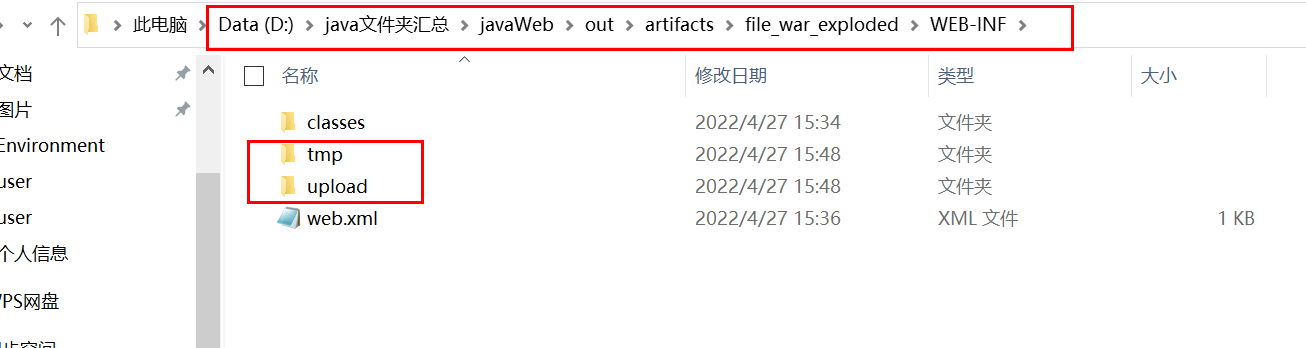 此电脑 > Data (D:) > java文件夹汇总 > javaWeb > out > artifacts > file_war_exploded > WEB-INF >
文档
图片
Environment
user
user
个人信息
WPS网盘
名称 修改日期 类型 大小
classes 2022/4/27 15:34 文件夹
tmp 2022/4/27 15:48 文件夹
upload 2022/4/27 15:48 文件夹
web.xml 2022/4/27 15:36 XML 文件 1 KB